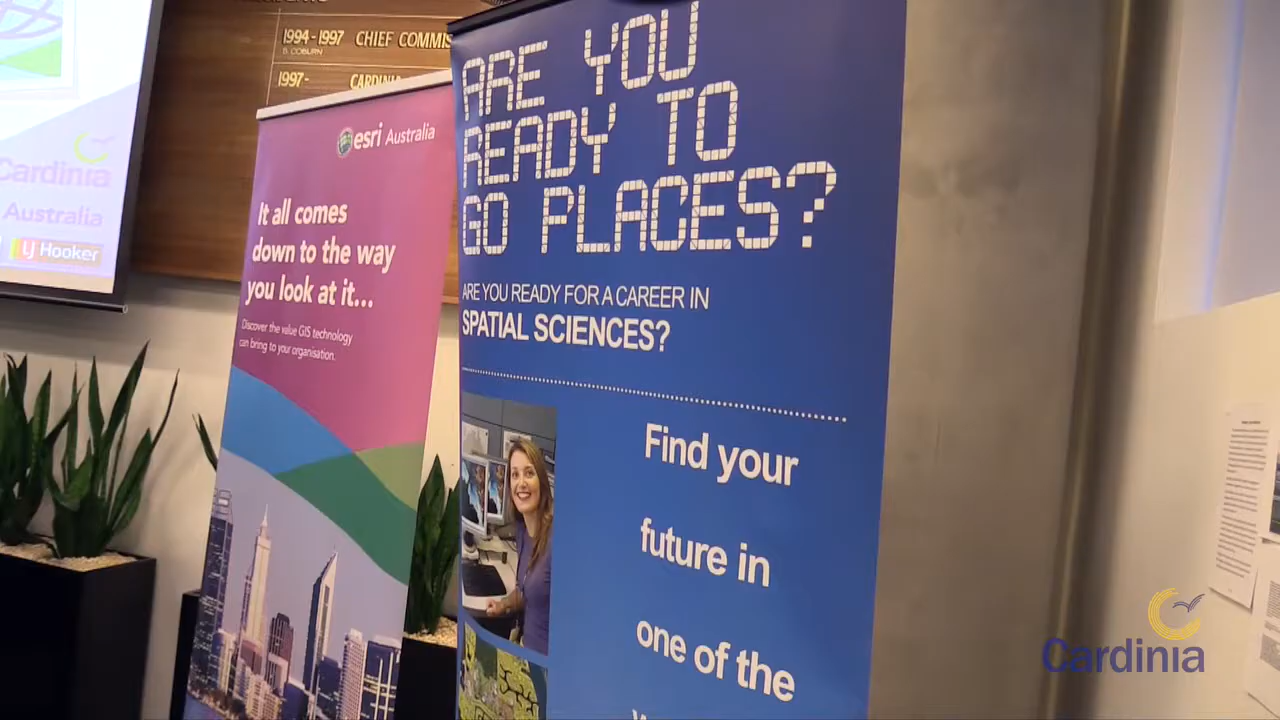 1994-1997 CHIEF COMMIS
B. COBURN
1997- CARDINIA
Cardinia
Australia
LJ Hooker
esri Australia
It all comes
down to the way
you look at it...
Discover the value GIS technology
can bring to your organisation.
ARE YOU
READY TO
GO PLACES?
ARE YOU READY FOR A CAREER IN
SPATIAL SCIENCES?
Find your
future in
one of the
Cardinia